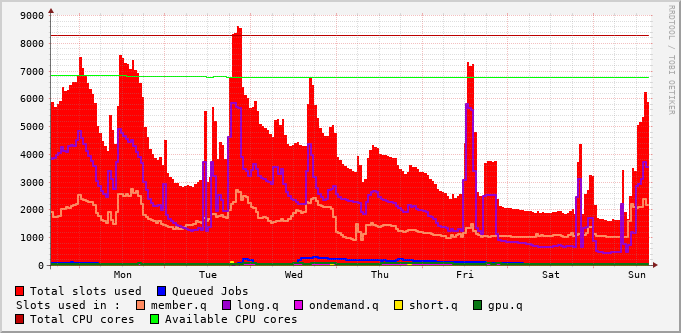 9000
8000
7000
6000
5000
4000
3000
2000
1000
0
Mon Tue Wed Thu Fri Sat Sun
RRDTOOL / TOBI OETIKER
Total slots used Queued Jobs
Slots used in : member.q long.q ondemand.q short.q gpu.q
Total CPU cores Available CPU cores